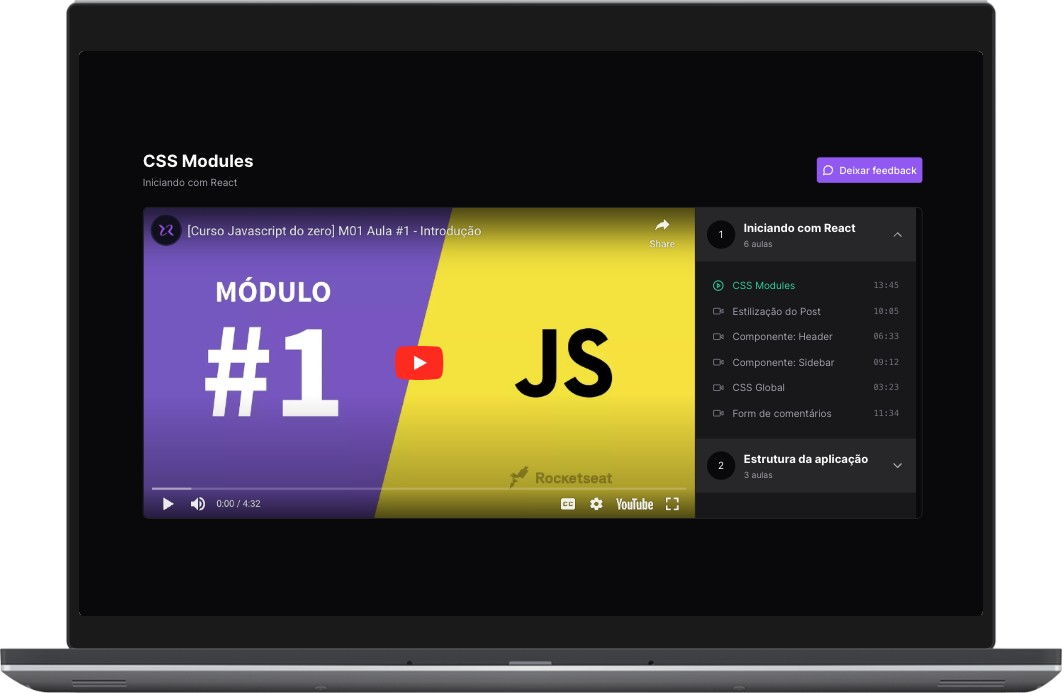 CSS Modules
Iniciando com React
Deixar feedback
[Curso Javascript do zero] M01 Aula #1 - Introdução
Share
MÓDULO
#1
JS
Rocketseat
0:00 / 4:32
CC
YouTube
1
Iniciando com React
6 aulas
CSS Modules 13:45
Estilização do Post 10:05
Componente: Header 06:33
Componente: Sidebar 09:12
CSS Global 03:23
Form de comentários 11:34
2
Estrutura da aplicação
3 aulas